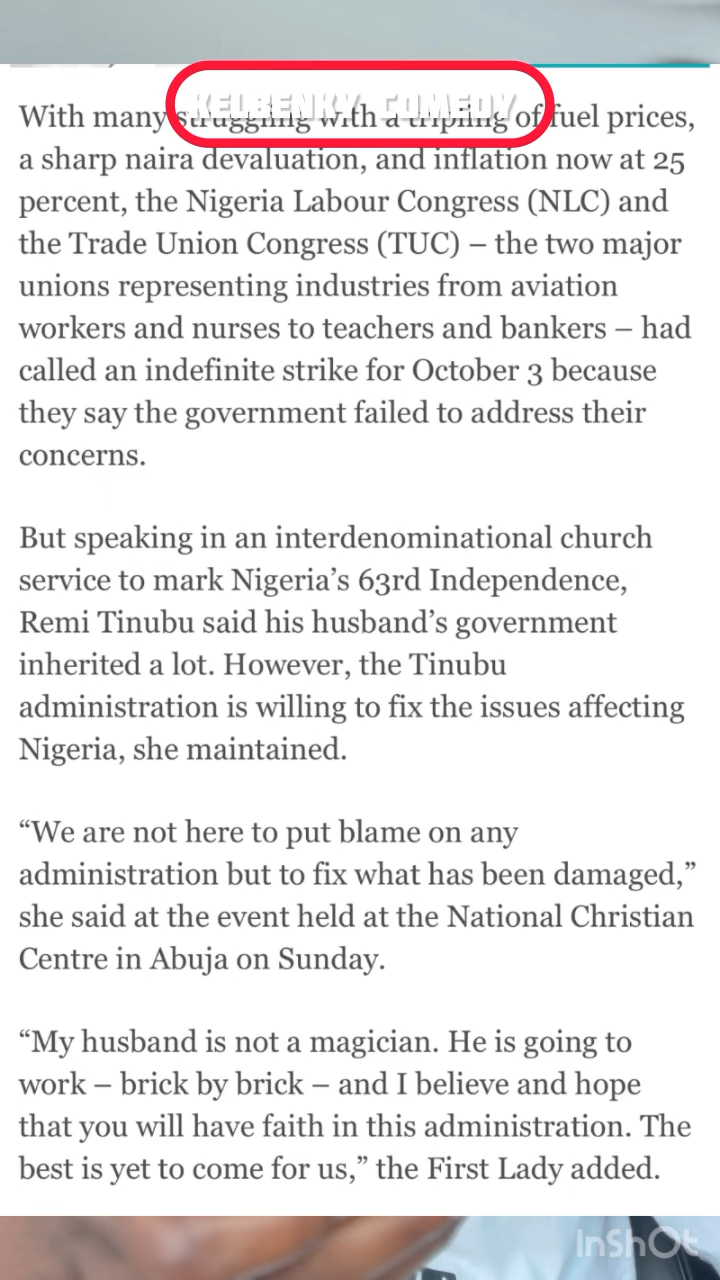 KELBENKY COMEDY
With many struggling with a tripling of fuel prices,
a sharp naira devaluation, and inflation now at 25
percent, the Nigeria Labour Congress (NLC) and
the Trade Union Congress (TUC) – the two major
unions representing industries from aviation
workers and nurses to teachers and bankers – had
called an indefinite strike for October 3 because
they say the government failed to address their
concerns.
But speaking in an interdenominational church
service to mark Nigeria’s 63rd Independence,
Remi Tinubu said his husband’s government
inherited a lot. However, the Tinubu
administration is willing to fix the issues affecting
Nigeria, she maintained.
“We are not here to put blame on any
administration but to fix what has been damaged,”
she said at the event held at the National Christian
Centre in Abuja on Sunday.
“My husband is not a magician. He is going to
work – brick by brick – and I believe and hope
that you will have faith in this administration. The
best is yet to come for us,” the First Lady added.
InShOt